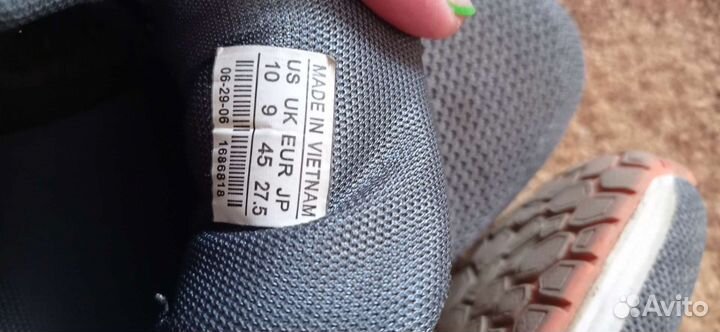 MADE IN VIETNAM
US UK EUR JP
10 9 45 27.5
06-29-06 1686818
Avito